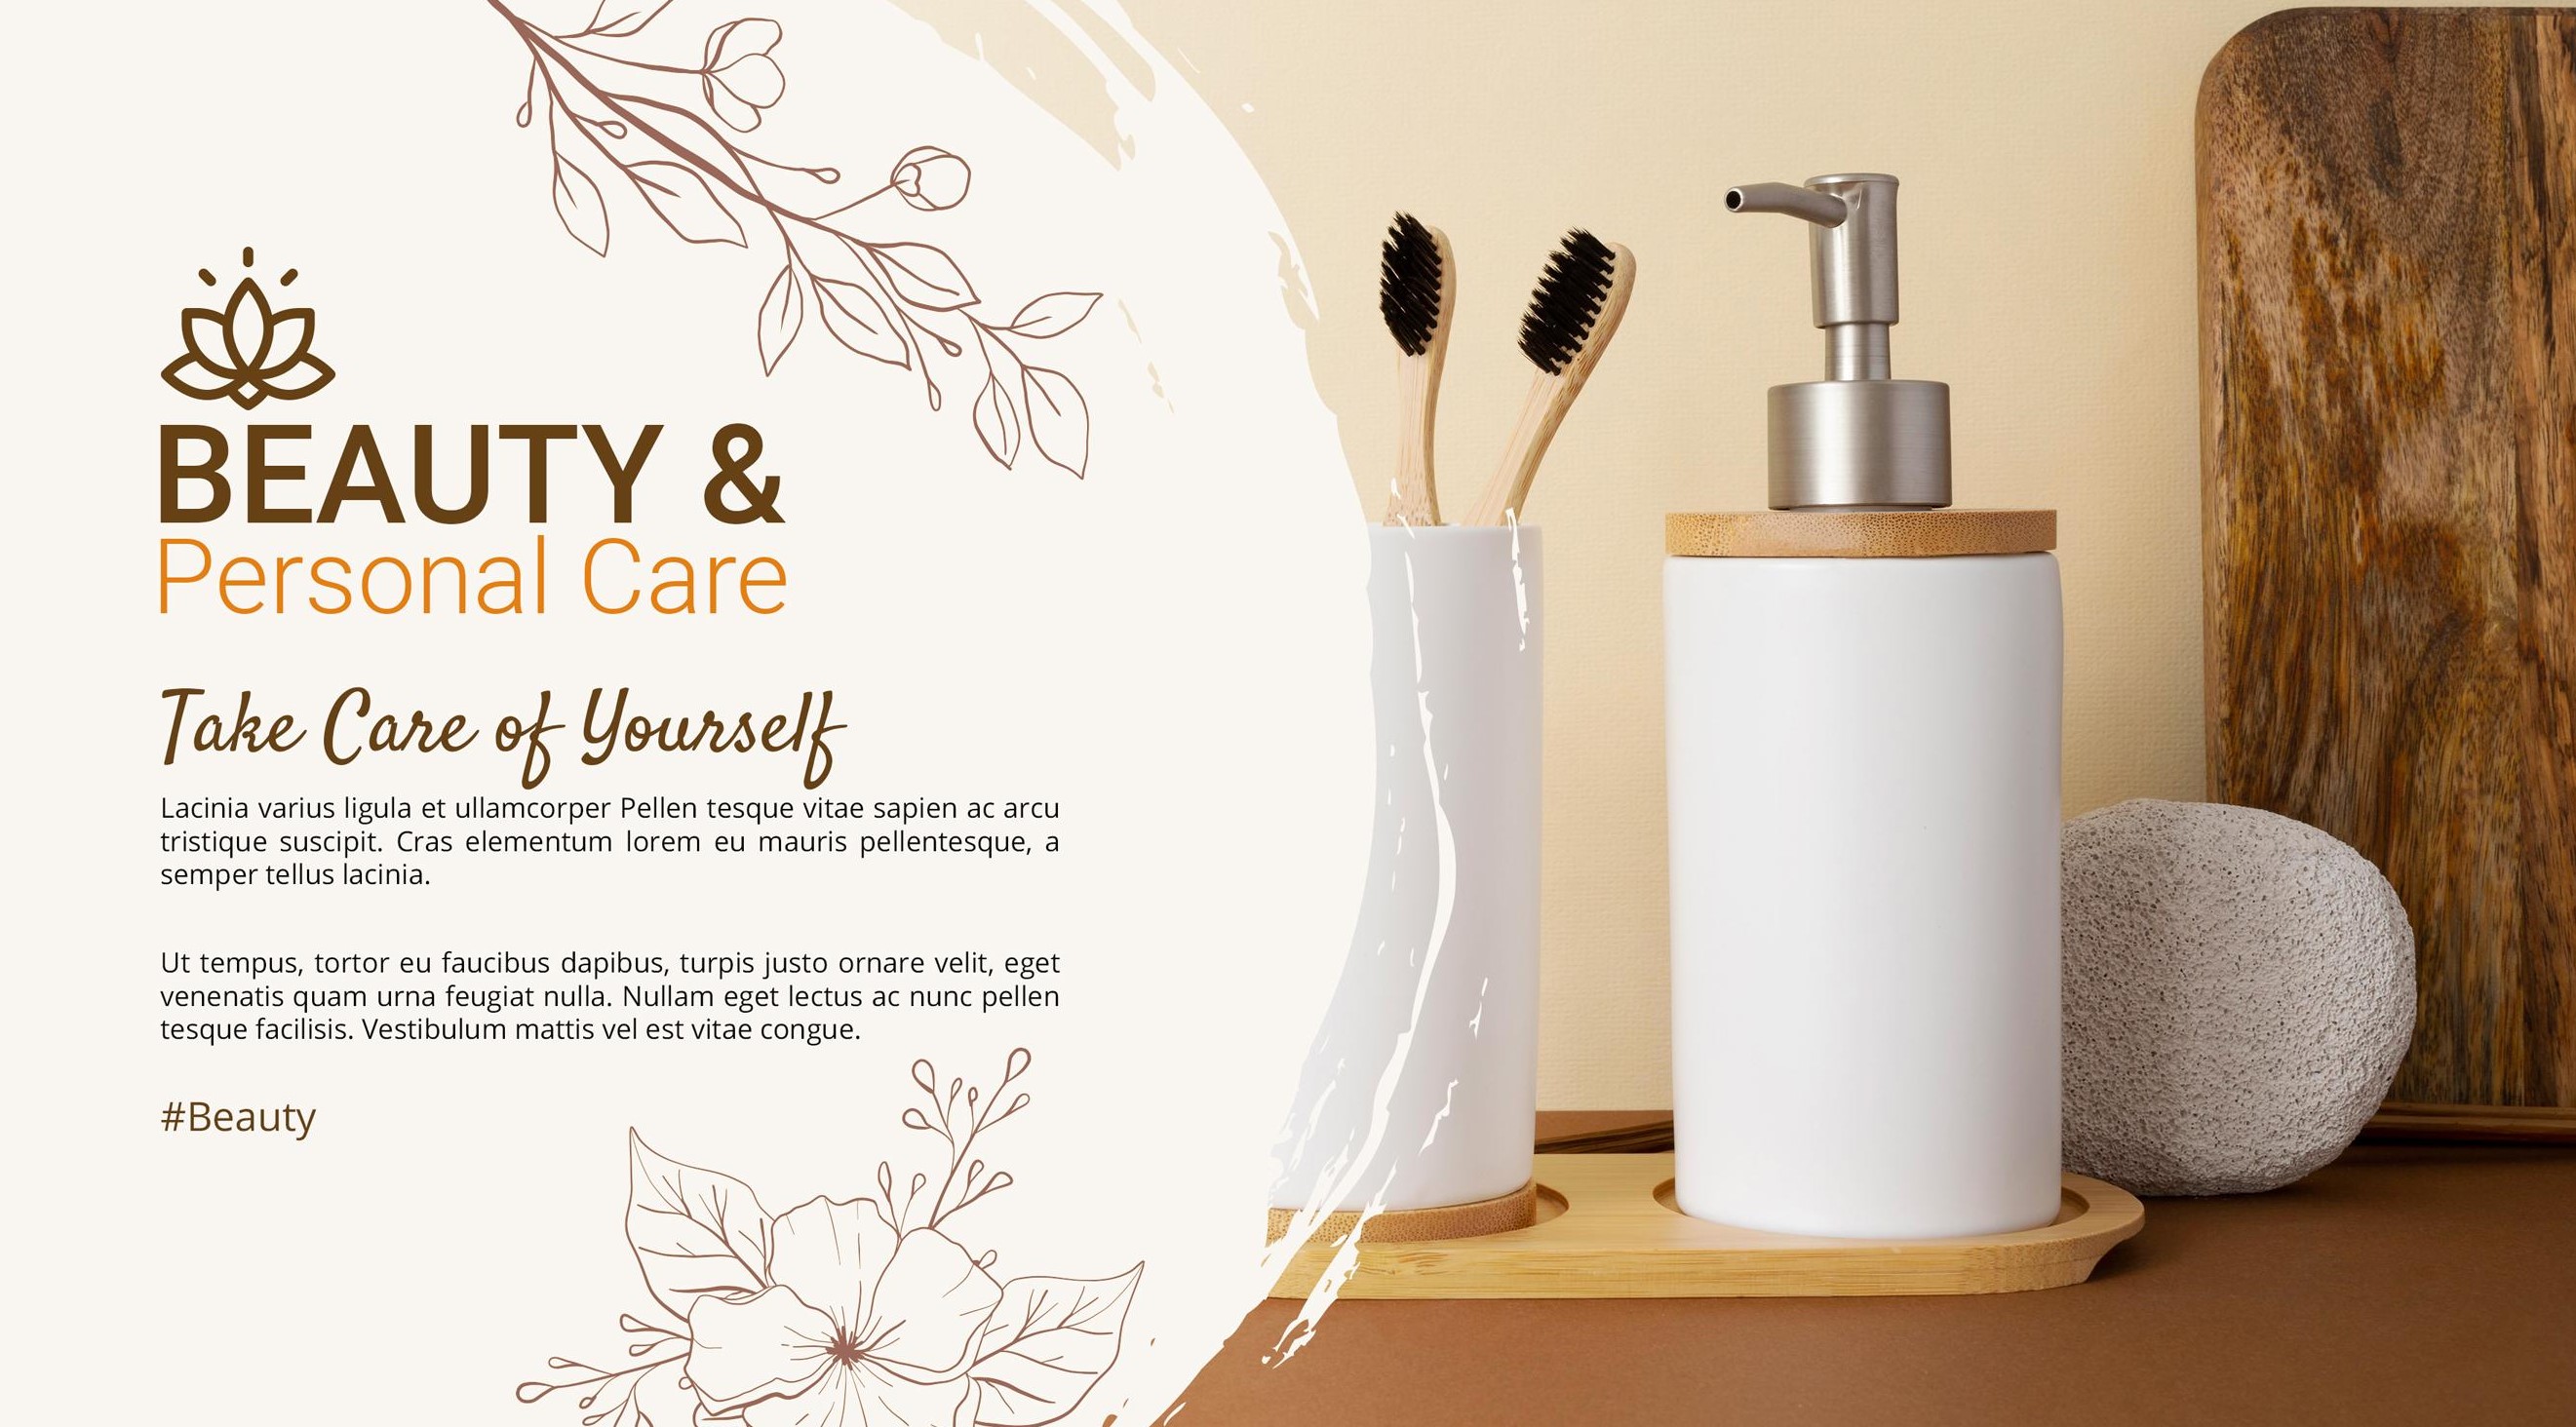 BEAUTY &
Personal Care
Take Care of Yourself
Lacinia varius ligula et ullamcorper Pellen tesque vitae sapien ac arcu
tristique suscipit. Cras elementum lorem eu mauris pellentesque, a
semper tellus lacinia.
Ut tempus, tortor eu faucibus dapibus, turpis justo ornare velit, eget
venenatis quam urna feugiat nulla. Nullam eget lectus ac nunc pellen
tesque facilisis. Vestibulum mattis vel est vitae congue.
#Beauty